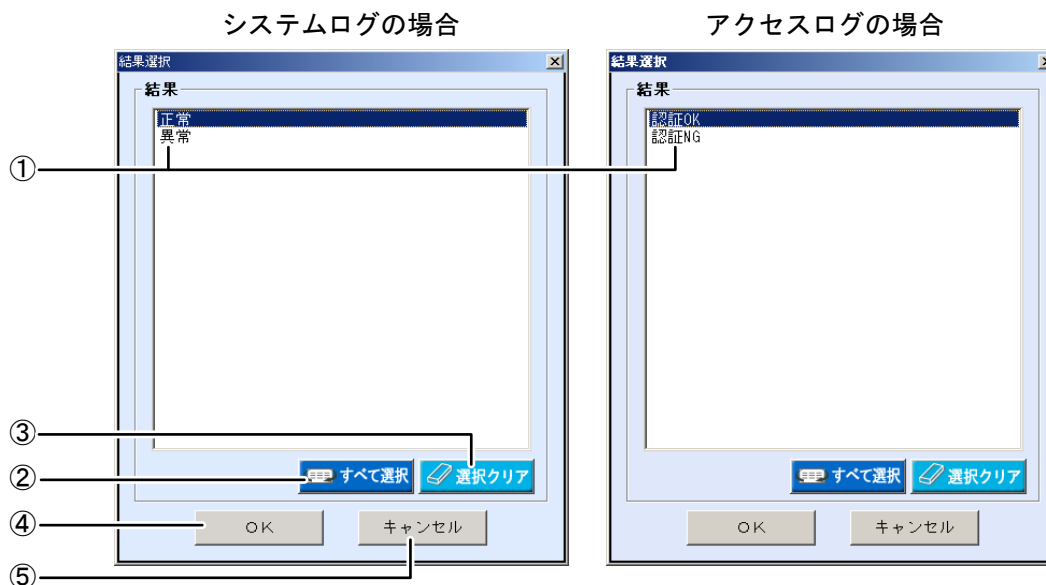 システムログの場合
アクセスログの場合
結果選択
結果
正常
異常
すべて選択
選択クリア
OK
キャンセル
結果選択
結果
認証OK
認証NG
すべて選択
選択クリア
OK
キャンセル
①
③
②
④
⑤